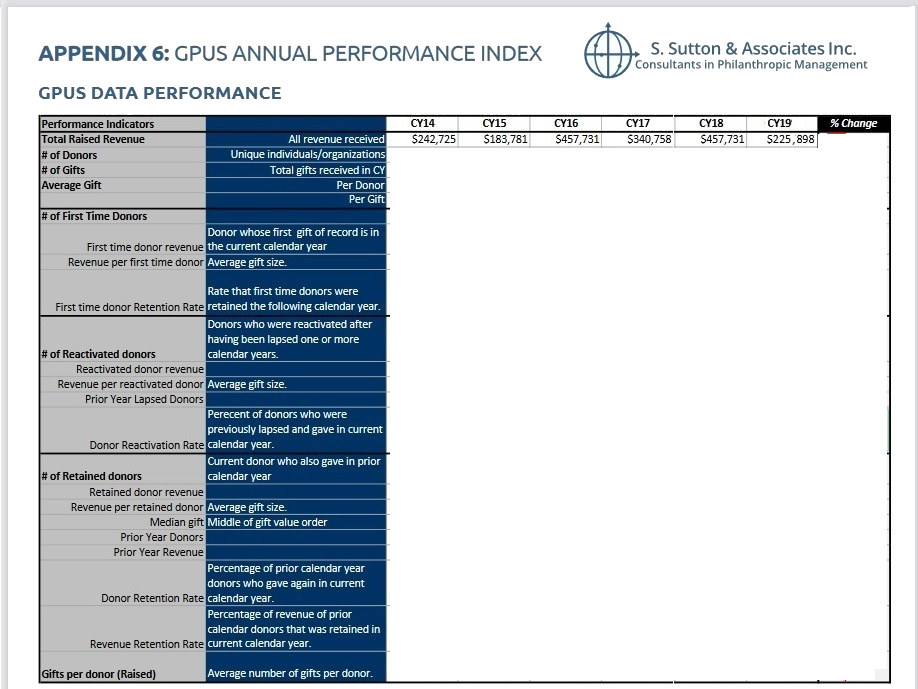 APPENDIX 6: GPUS ANNUAL PERFORMANCE INDEX
S. Sutton & Associates Inc.
Consultants in Philanthropic Management
GPUS DATA PERFORMANCE
Performance Indicators CY14 CY15 CY16 CY17 CY18 CY19 % Change
Total Raised Revenue All revenue received $242,725 $183,781 $457,731 $340,758 $457,731 $225,898
# of Donors Unique individuals/organizations
# of Gifts Total gifts received in CY
Average Gift Per Donor
Per Gift
# of First Time Donors
Donor whose first gift of record is in
First time donor revenue the current calendar year
Revenue per first time donor Average gift size.
Rate that first time donors were
First time donor Retention Rate retained the following calendar year.
Donors who were reactivated after
having been lapsed one or more
# of Reactivated donors calendar years.
Reactivated donor revenue
Revenue per reactivated donor Average gift size.
Prior Year Lapsed Donors
Perecent of donors who were
previously lapsed and gave in current
Donor Reactivation Rate calendar year.
Current donor who also gave in prior
# of Retained donors calendar year
Retained donor revenue
Revenue per retained donor Average gift size.
Median gift Middle of gift value order
Prior Year Donors
Prior Year Revenue
Percentage of prior calendar year
donors who gave again in current
Donor Retention Rate calendar year.
Percentage of revenue of prior
calendar donors that was retained in
Revenue Retention Rate current calendar year.
Gifts per donor (Raised) Average number of gifts per donor.